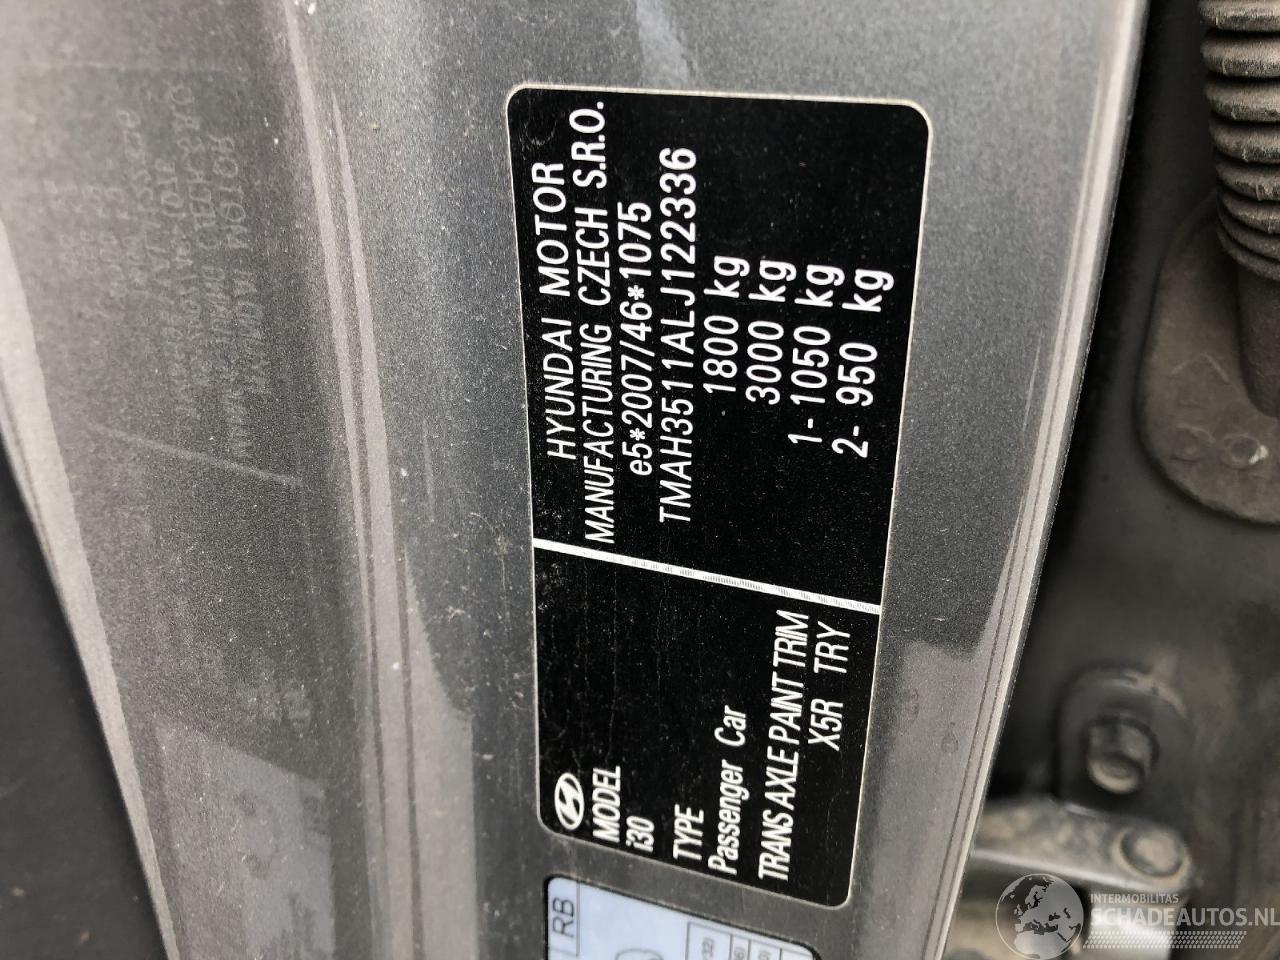 HYUNDAI MOTOR
MANUFACTURING CZECH S.R.O.
e5*2007/46*1075
TMAH3511ALJ122336
1800 kg
3000 kg
1- 1050 kg
2- 950 kg
MODEL
i30
TYPE
Passenger Car
TRANS AXLE PAINT TRIM
X5R TRY
RB
INTERMOBILITAS
SCHADEAUTOS.NL